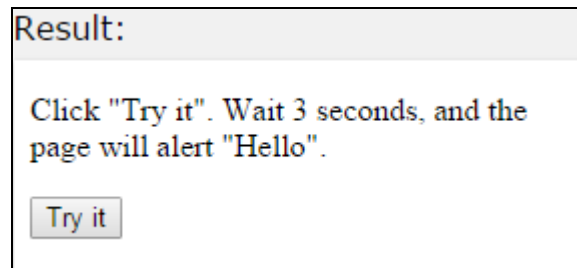 Result:
Click "Try it". Wait 3 seconds, and the
page will alert "Hello".
Try it